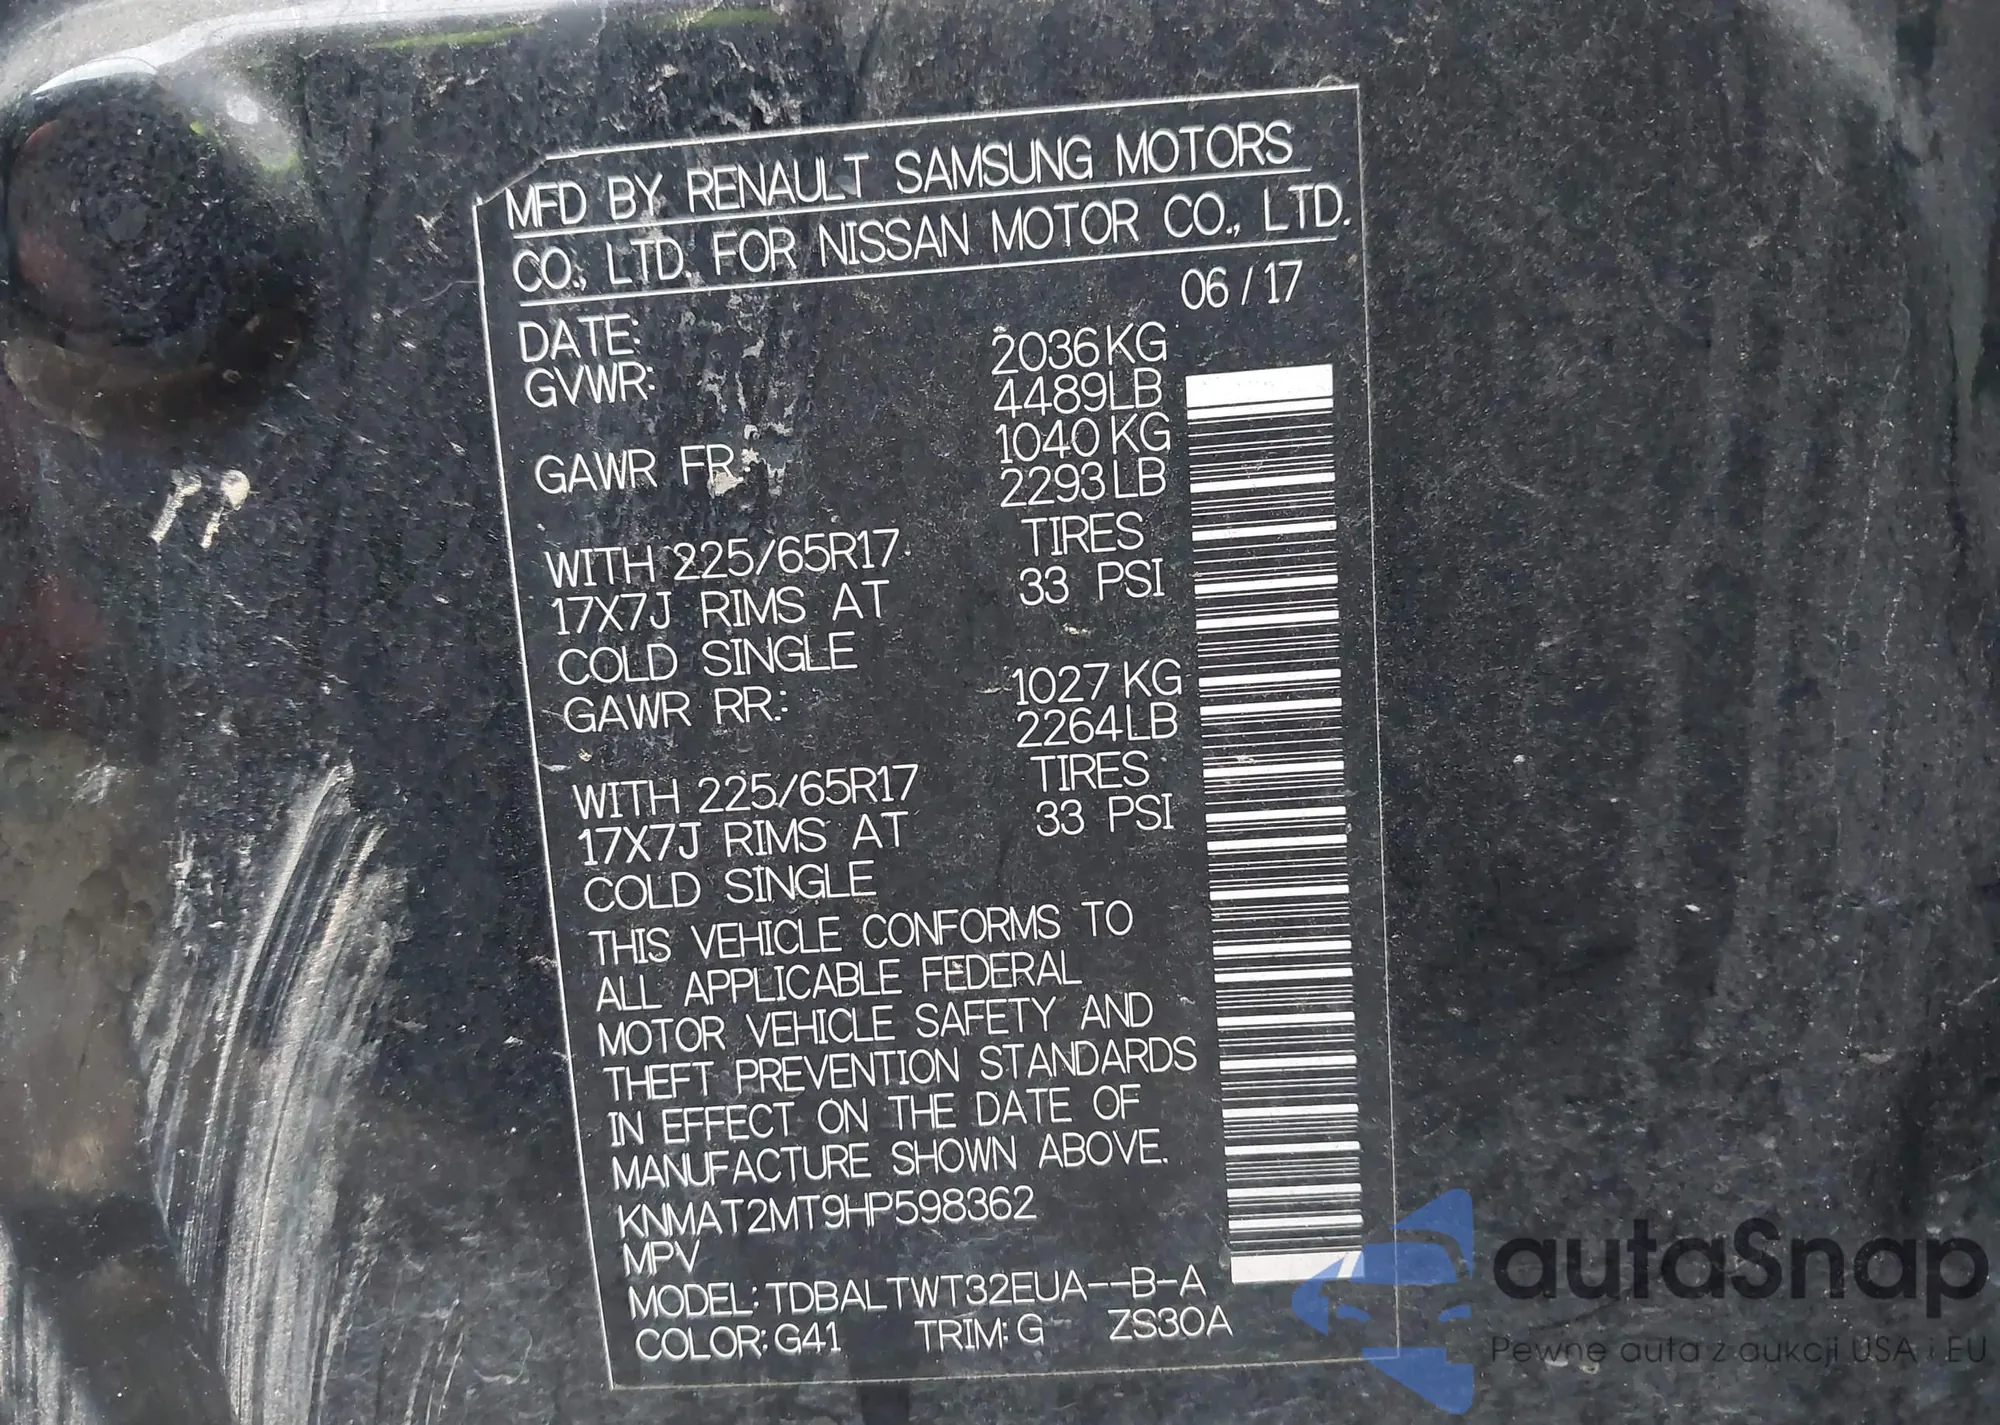 MFD BY RENAULT SAMSUNG MOTORS
CO., LTD. FOR NISSAN MOTOR CO., LTD.
DATE: 06 / 17
GVWR: 2036KG
4489LB
GAWR FR: 1040 KG
2293LB
WITH 225/65R17 TIRES
17X7J RIMS AT 33 PSI
COLD SINGLE
GAWR RR: 1027 KG
2264LB
WITH 225/65R17 TIRES
17X7J RIMS AT 33 PSI
COLD SINGLE
THIS VEHICLE CONFORMS TO
ALL APPLICABLE FEDERAL
MOTOR VEHICLE SAFETY AND
THEFT PREVENTION STANDARDS
IN EFFECT ON THE DATE OF
MANUFACTURE SHOWN ABOVE.
KNMAT2MT9HP598362
MPV
MODEL: TDBALTWT32EUA--B-A
COLOR: G41 TRIM: G ZS30A
autaSnap
Pewne auta z aukcji USA i EU